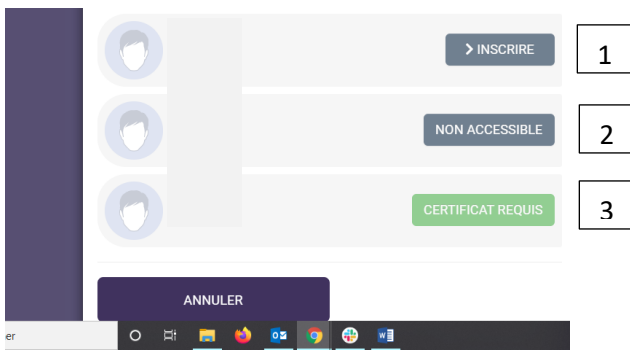 > INSCRIRE
1
NON ACCESSIBLE
2
CERTIFICAT REQUIS
3
ANNULER
er